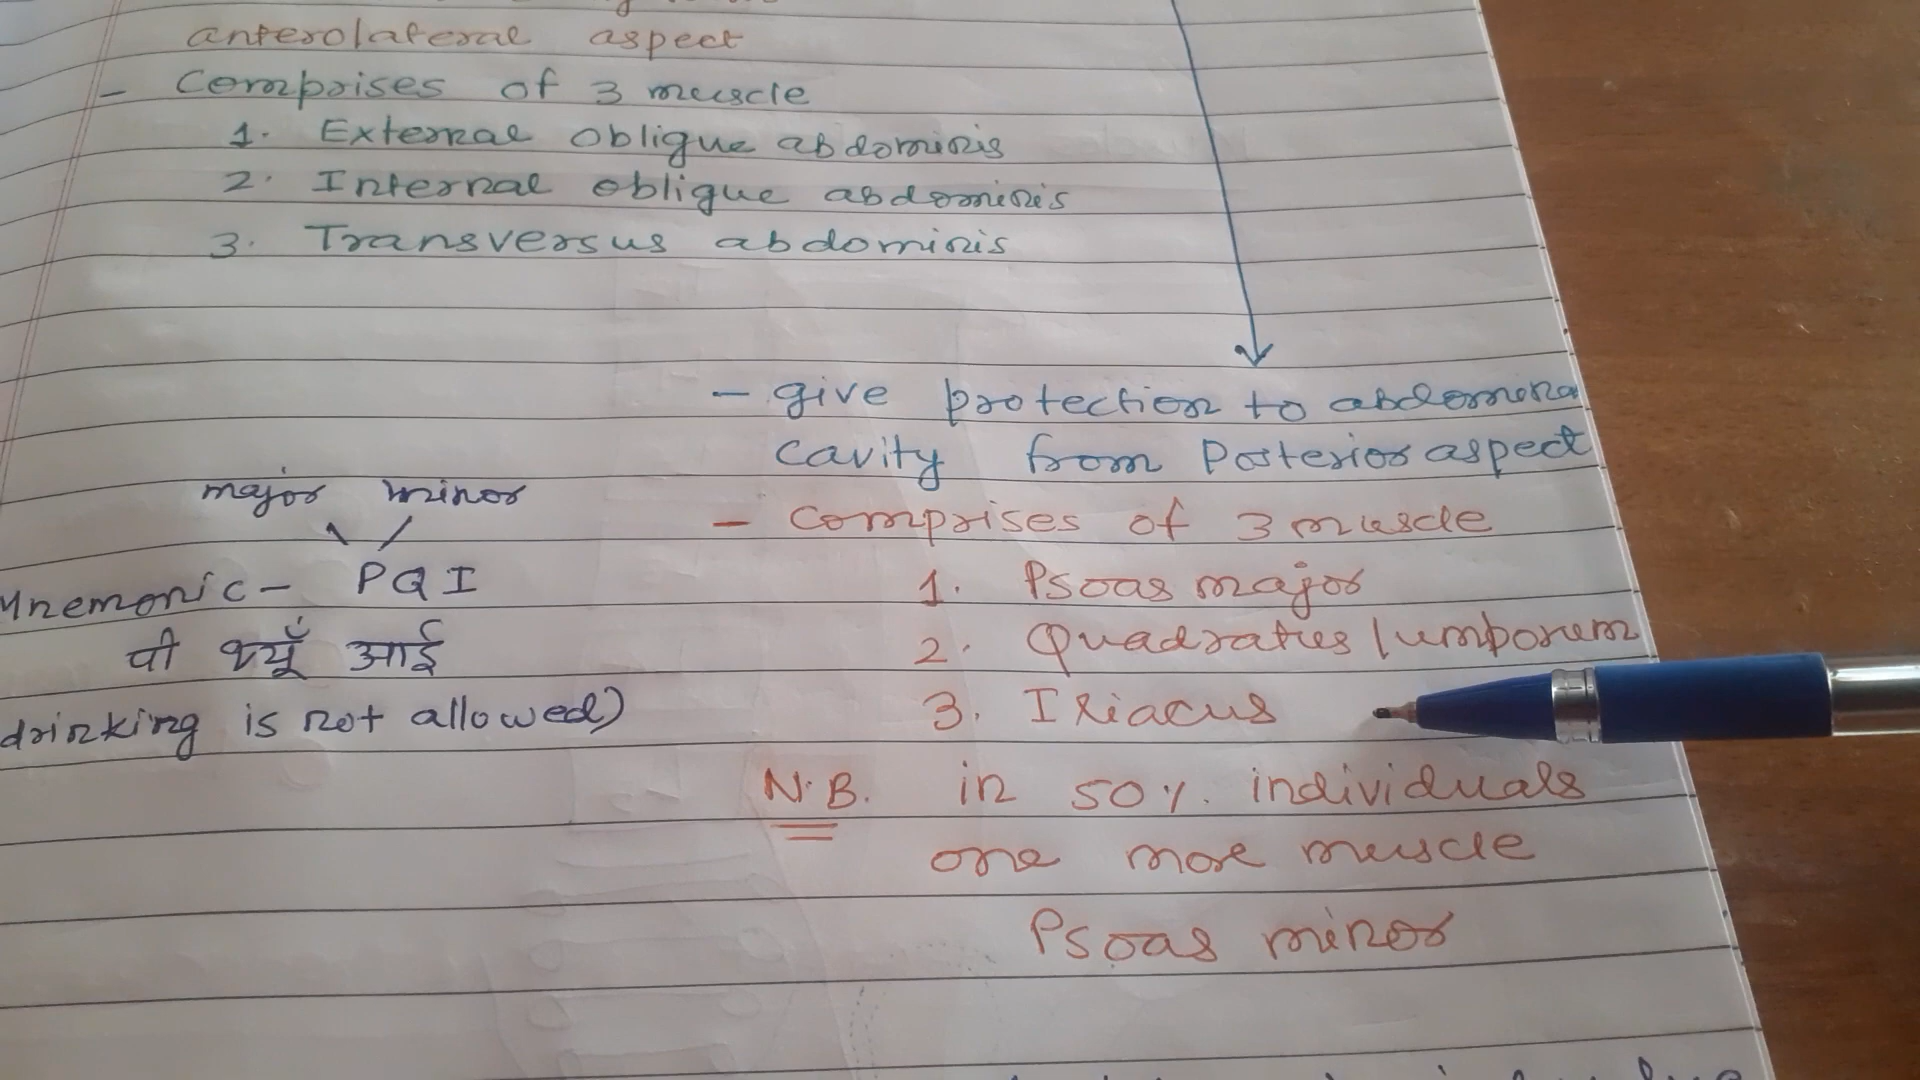 anterolateral aspect
- Comprises of 3 muscle
1. External oblique abdominis
2. Internal oblique abdominis
3. Transversus abdominis
- give protection to abdomina
cavity from Posterior aspect
- comprises of 3 muscle
1. Psoas major
2. Quadratus lumborum
3. Iliacus
N.B. in 50%. individuals
one more muscle
Psoas minor
major minor
Mnemonic - PQI
पी क्यूँ आई
drinking is not allowed)